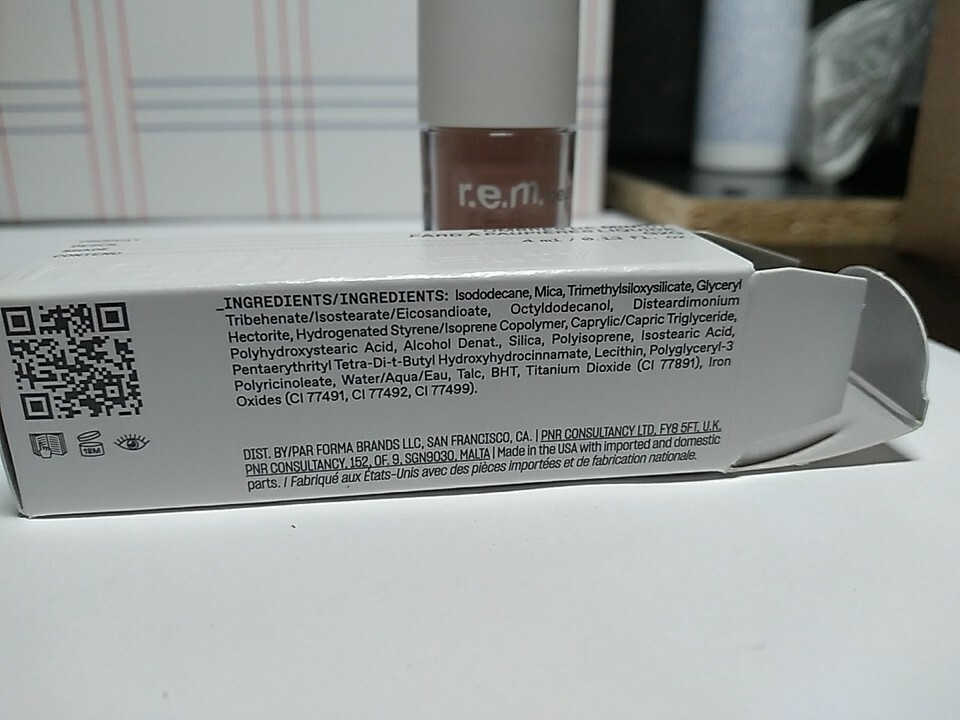 r.e.m.
FARD À PAUPIÈRES LIQUIDE
4 ml / 0.13 FL. OZ.
_INGREDIENTS/INGREDIENTS: Isododecane, Mica, Trimethylsiloxysilicate, Glyceryl
Tribehenate/Isostearate/Eicosandioate, Octyldodecanol, Disteardimonium
Hectorite, Hydrogenated Styrene/Isoprene Copolymer, Caprylic/Capric Triglyceride,
Polyhydroxystearic Acid, Alcohol Denat., Silica, Polyisoprene, Isostearic Acid,
Pentaerythrityl Tetra-Di-t-Butyl Hydroxyhydrocinnamate, Lecithin, Polyglyceryl-3
Polyricinoleate, Water/Aqua/Eau, Talc, BHT, Titanium Dioxide (CI 77891), Iron
Oxides (CI 77491, CI 77492, CI 77499).
18M
DIST. BY/PAR FORMA BRANDS LLC, SAN FRANCISCO, CA. | PNR CONSULTANCY LTD, FY8 5FT, U.K.
PNR CONSULTANCY, 152, OF. 9, SGN9030, MALTA | Made in the USA with imported and domestic
parts. / Fabriqué aux États-Unis avec des pièces importées et de fabrication nationale.